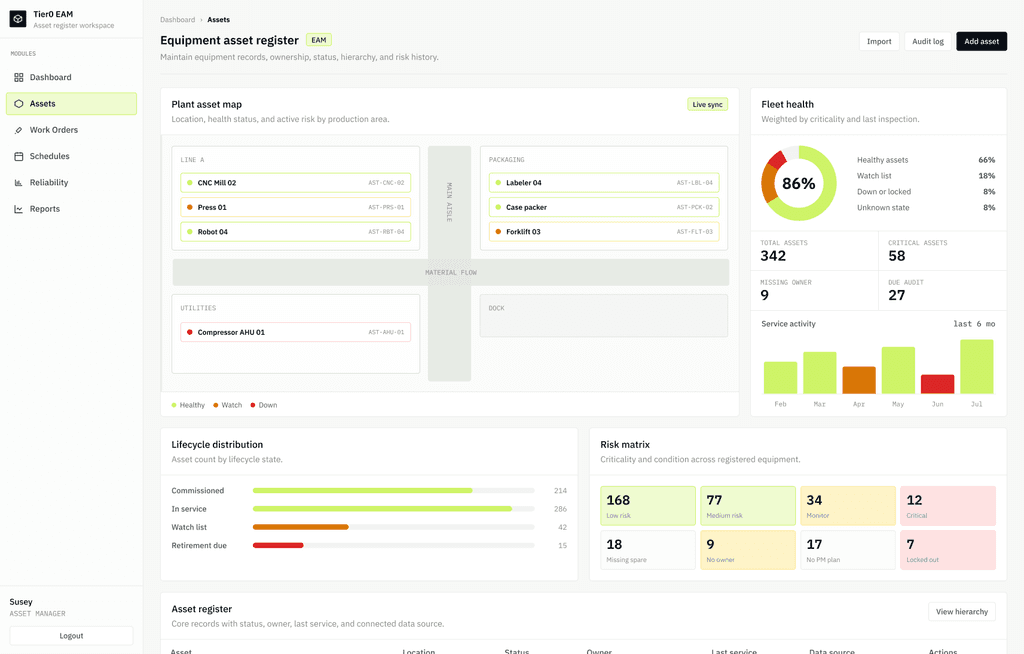 Tier0 EAM
Asset register workspace
MODULES
Dashboard
Assets
Work Orders
Schedules
Reliability
Reports
Susey
ASSET MANAGER
Logout
Dashboard › Assets
Equipment asset register EAM
Maintain equipment records, ownership, status, hierarchy, and risk history.
Import Audit log Add asset
Plant asset map
Location, health status, and active risk by production area.
Live sync
LINE A
CNC Mill 02 AST-CNC-02
Press 01 AST-PRS-01
Robot 04 AST-RBT-04
MAIN AISLE
PACKAGING
Labeler 04 AST-LBL-04
Case packer AST-PCK-02
Forklift 03 AST-FLT-03
MATERIAL FLOW
UTILITIES
Compressor AHU 01 AST-AHU-01
DOCK
Healthy Watch Down
Fleet health
Weighted by criticality and last inspection.
86%
Healthy assets 66%
Watch list 18%
Down or locked 8%
Unknown state 8%
TOTAL ASSETS
342
CRITICAL ASSETS
58
MISSING OWNER
9
DUE AUDIT
27
Service activity last 6 mo
Feb Mar Apr May Jun Jul
Lifecycle distribution
Asset count by lifecycle state.
Commissioned 214
In service 286
Watch list 42
Retirement due 15
Risk matrix
Criticality and condition across registered equipment.
168
Low risk
77
Medium risk
34
Monitor
12
Critical
18
Missing spare
9
No owner
17
No PM plan
7
Locked out
Asset register
Core records with status, owner, last service, and connected data source.
View hierarchy
Asset Location Status Owner Last service Data source Actions